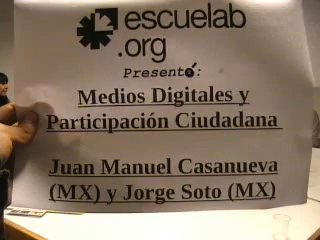 escuelab
.org
Presentó:
Medios Digitales y
Participación Ciudadana
Juan Manuel Casanueva
(MX) y Jorge Soto (MX)